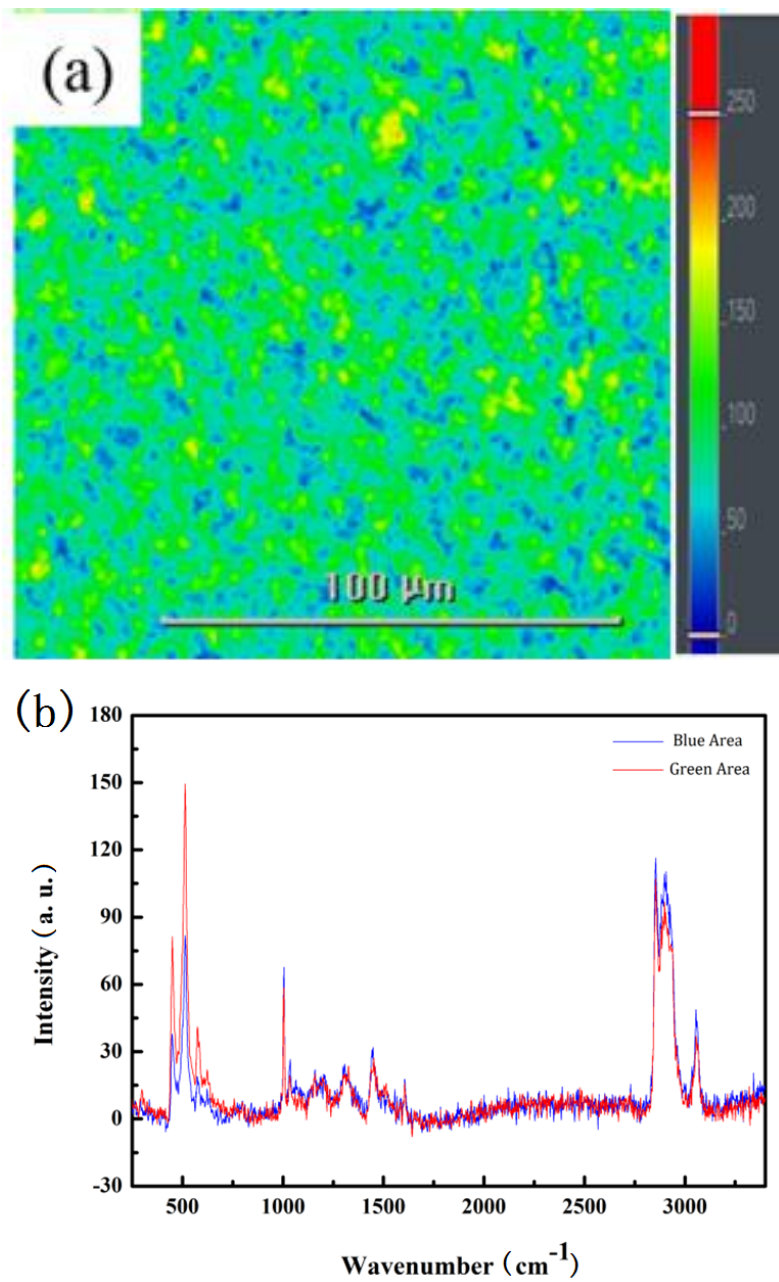 (a)
250
200
150
100
50
0
100 μm
(b)
180
150
120
90
60
30
0
-30
Intensity ( a. u. )
Blue Area
Green Area
500 1000 1500 2000 2500 3000
Wavenumber ( cm⁻¹ )